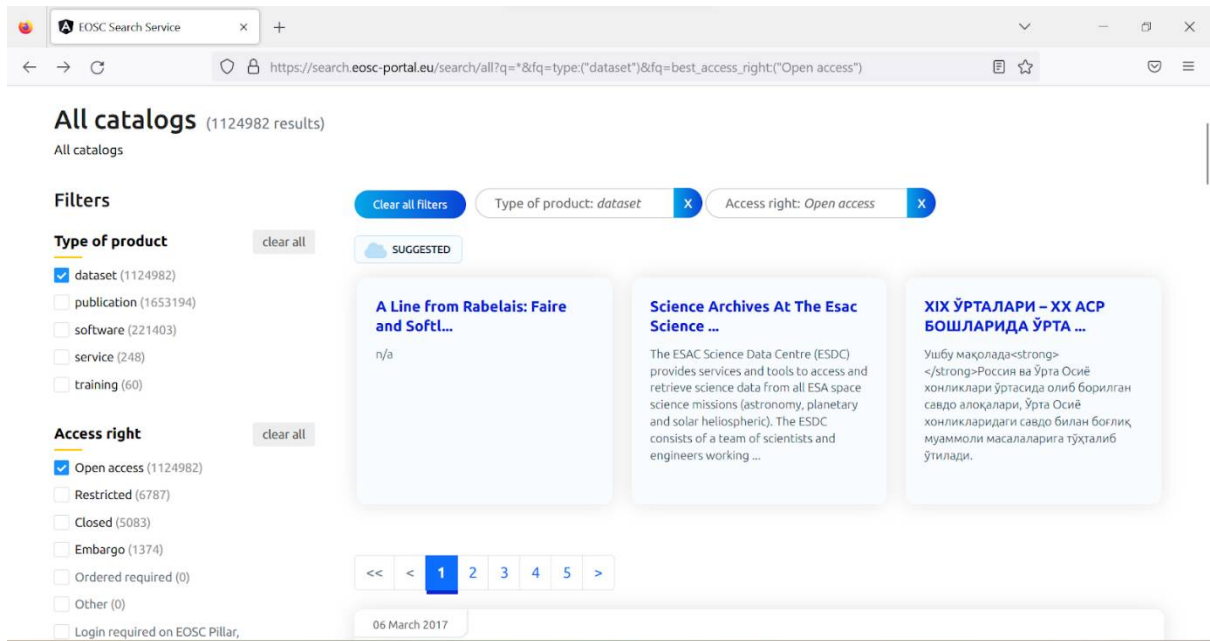 EOSC Search Service
https://search.eosc-portal.eu/search/all?q=*&fq=type:("dataset")&fq=best_access_right:("Open access")
All catalogs (1124982 results)
All catalogs
Filters
Type of product clear all
dataset (1124982)
publication (1653194)
software (221403)
service (248)
training (60)
Access right clear all
Open access (1124982)
Restricted (6787)
Closed (5083)
Embargo (1374)
Ordered required (0)
Other (0)
Login required on EOSC Pillar,
Clear all filters Type of product: dataset X Access right: Open access X
SUGGESTED
A Line from Rabelais: Faire
and Softl...
n/a
Science Archives At The Esac
Science ...
The ESAC Science Data Centre (ESDC)
provides services and tools to access and
retrieve science data from all ESA space
science missions (astronomy, planetary
and solar heliospheric). The ESDC
consists of a team of scientists and
engineers working ...
XIX ЎРТАЛАРИ – XX АСР
БОШЛАРИДА ЎРТА ...
Ушбу мақолада<strong>
</strong>Россия ва Ўрта Осиё
хонликлари ўртасида олиб борилган
савдо алоқалари, Ўрта Осиё
хонликларидаги савдо билан боғлиқ
муаммоли масалаларига тўхталиб
ўтилади.
<< < 1 2 3 4 5 >
06 March 2017